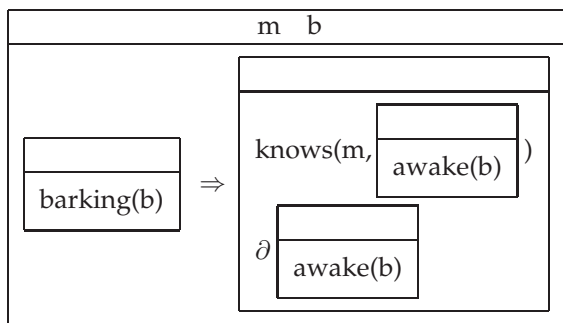 m b
knows(m, awake(b) )
barking(b) ⇒
∂ awake(b)